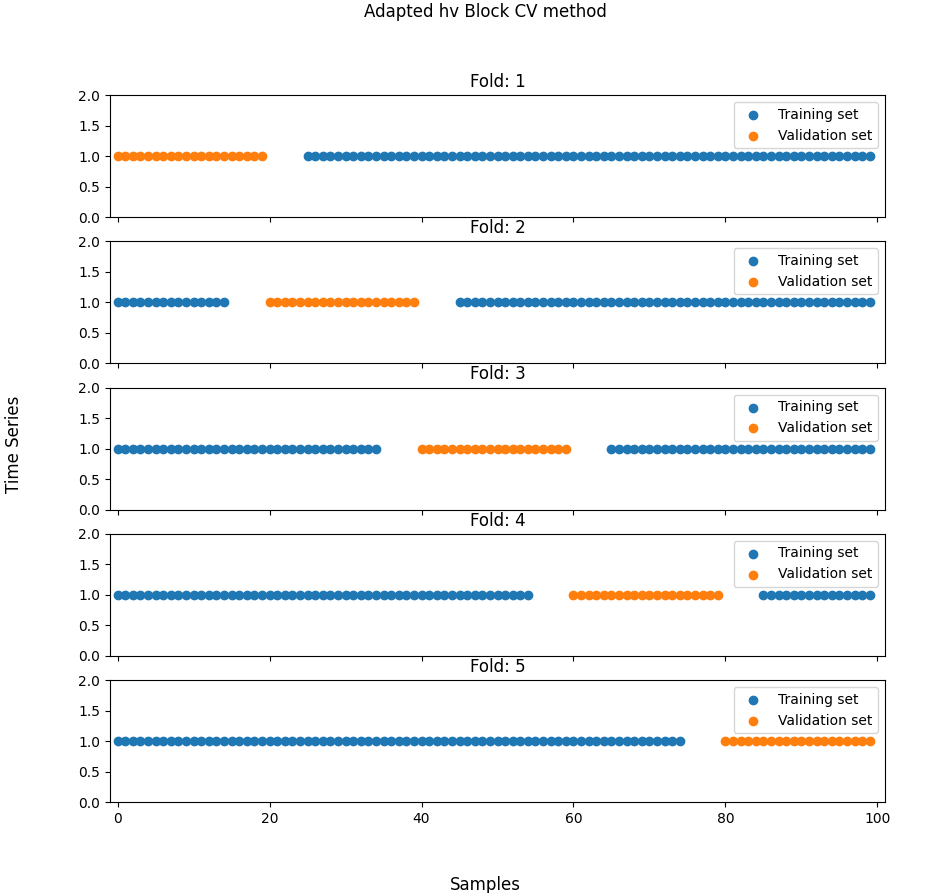 Adapted hv Block CV method
Fold: 1
2.0
1.5
1.0
0.5
0.0
Training set
Validation set
Fold: 2
2.0
1.5
1.0
0.5
0.0
Training set
Validation set
Fold: 3
2.0
1.5
1.0
0.5
0.0
Training set
Validation set
Fold: 4
2.0
1.5
1.0
0.5
0.0
Training set
Validation set
Fold: 5
2.0
1.5
1.0
0.5
0.0
Training set
Validation set
0 20 40 60 80 100
Time Series
Samples